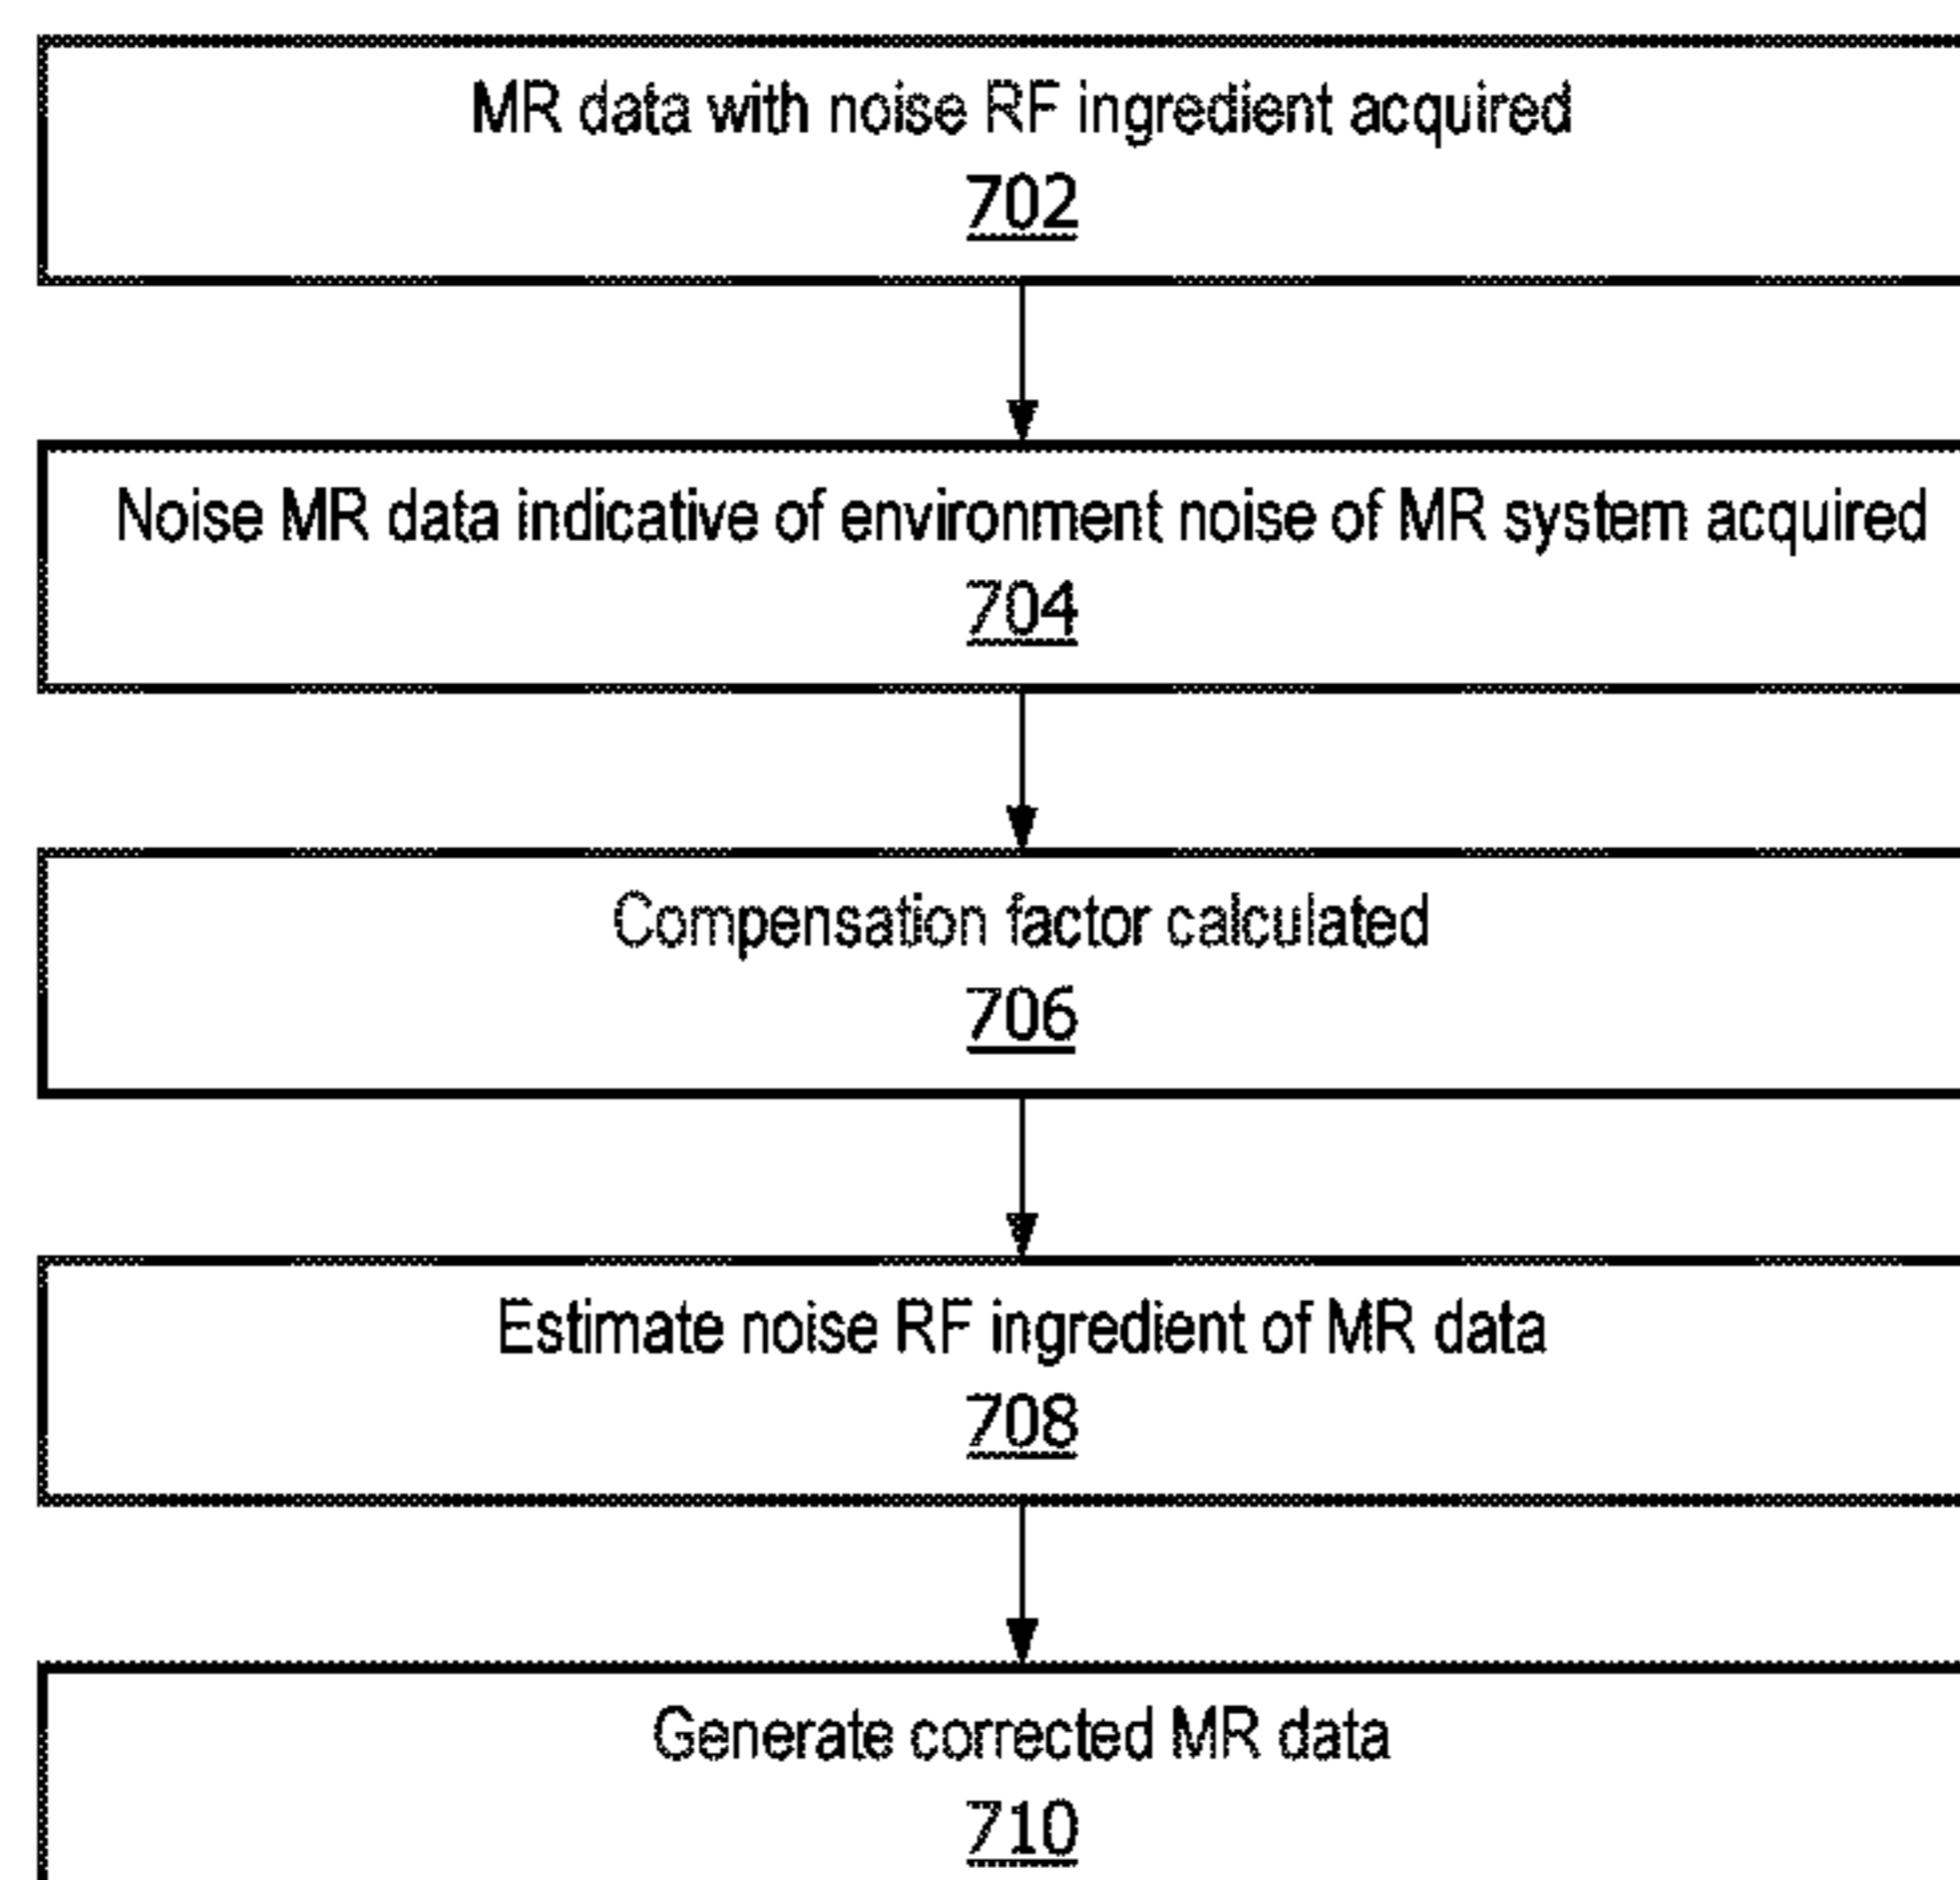 MR data with noise RF ingredient acquired
702
Noise MR data indicative of environment noise of MR system acquired
704
Compensation factor calculated
706
Estimate noise RF ingredient of MR data
708
Generate corrected MR data
710